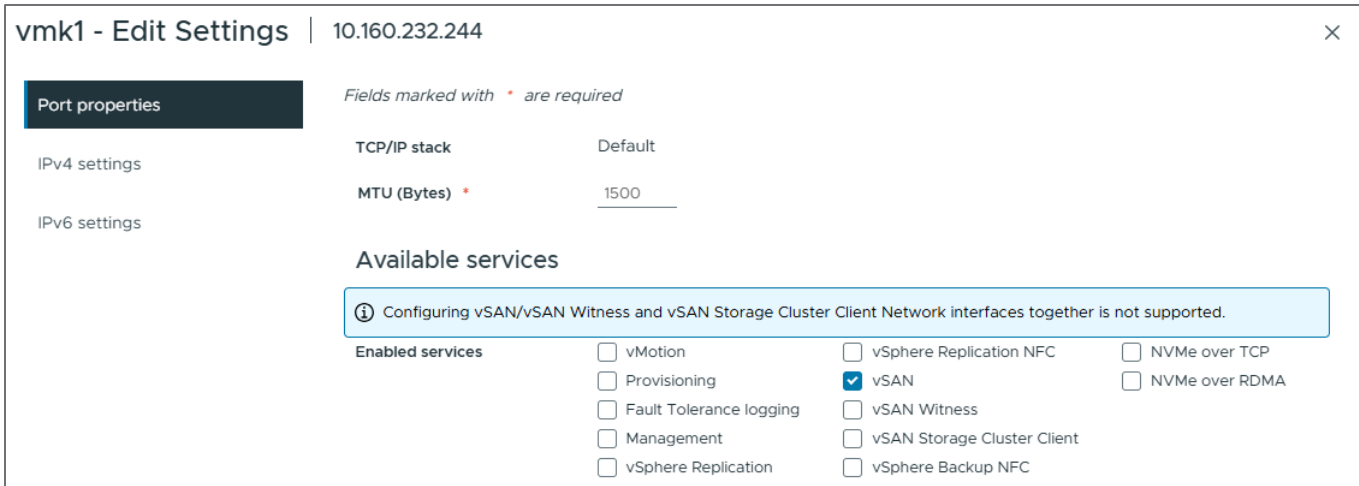 vmk1 - Edit Settings | 10.160.232.244
Port properties
IPv4 settings
IPv6 settings
Fields marked with * are required
TCP/IP stack Default
MTU (Bytes) * 1500
Available services
Configuring vSAN/vSAN Witness and vSAN Storage Cluster Client Network interfaces together is not supported.
Enabled services
vMotion vSphere Replication NFC NVMe over TCP
Provisioning vSAN NVMe over RDMA
Fault Tolerance logging vSAN Witness
Management vSAN Storage Cluster Client
vSphere Replication vSphere Backup NFC